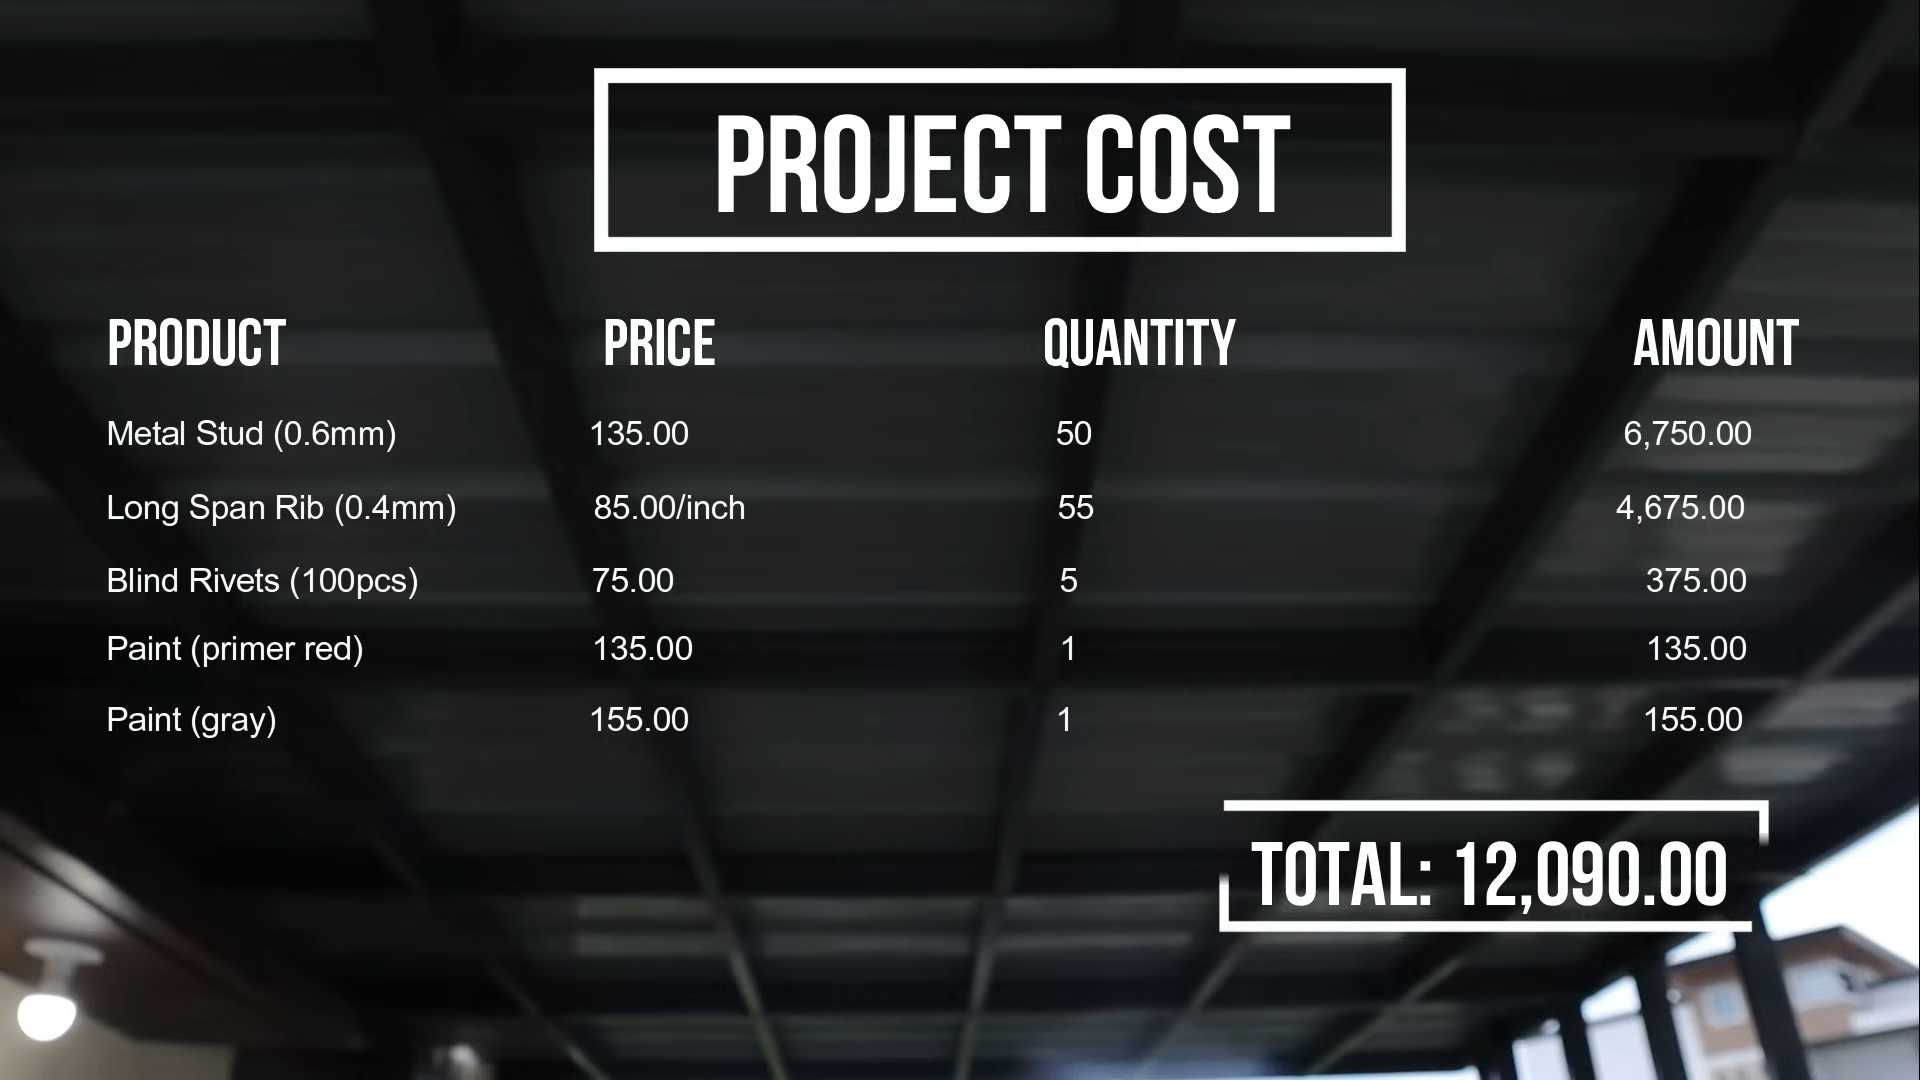 PROJECT COST
PRODUCT PRICE QUANTITY AMOUNT
Metal Stud (0.6mm) 135.00 50 6,750.00
Long Span Rib (0.4mm) 85.00/inch 55 4,675.00
Blind Rivets (100pcs) 75.00 5 375.00
Paint (primer red) 135.00 1 135.00
Paint (gray) 155.00 1 155.00
TOTAL: 12,090.00